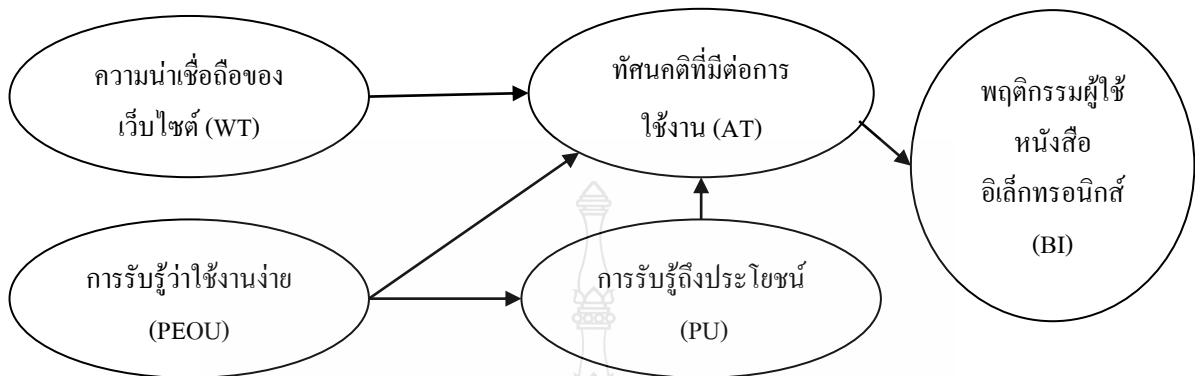 ความน่าเชื่อถือของ
เว็บไซต์ (WT)
ทัศนคติที่มีต่อการ
ใช้งาน (AT)
พฤติกรรมผู้ใช้
หนังสือ
อิเล็กทรอนิกส์
(BI)
การรับรู้ว่าใช้งานง่าย
(PEOU)
การรับรู้ถึงประโยชน์
(PU)